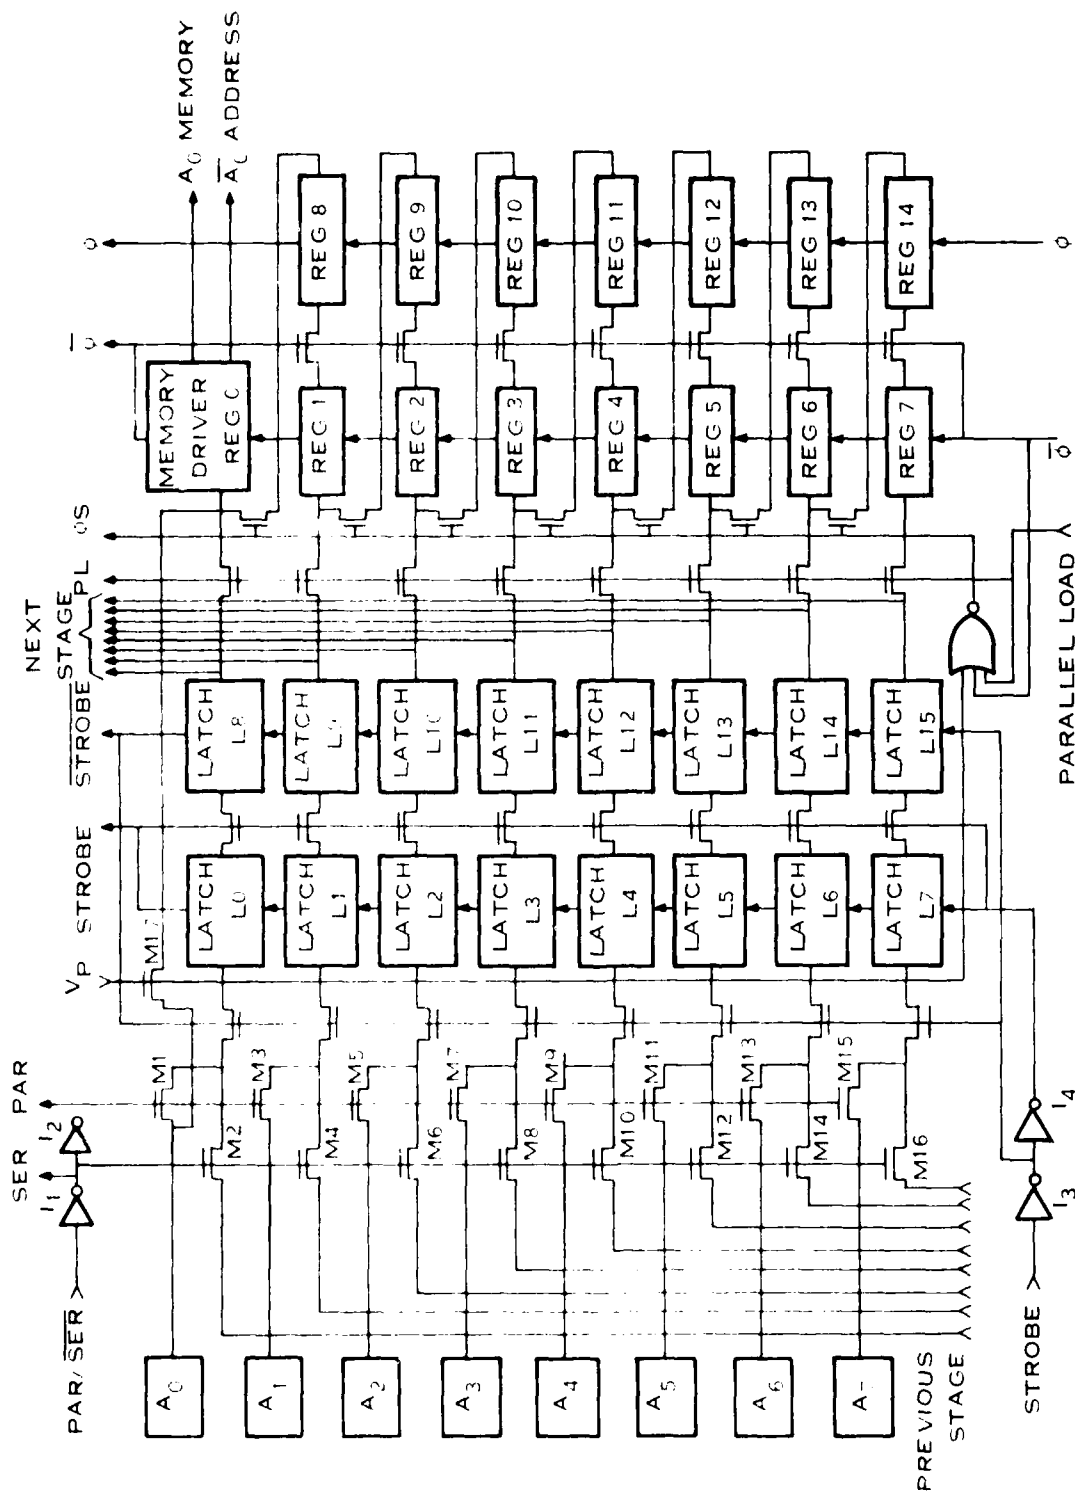 PAR/SER
I1
I2
SER
PAR
VP
STROBE
STROBE
NEXT
STAGE
PL
OS
φ
φ
A0 MEMORY
A0 ADDRESS
A0
A1
A2
A3
A4
A5
A6
A7
M1
M2
M3
M4
M5
M6
M7
M8
M9
M10
M11
M12
M13
M14
M15
M16
M17
LATCH
L0
LATCH
L1
LATCH
L2
LATCH
L3
LATCH
L4
LATCH
L5
LATCH
L6
LATCH
L7
LATCH
L8
LATCH
L9
LATCH
L10
LATCH
L11
LATCH
L12
LATCH
L13
LATCH
L14
LATCH
L15
MEMORY
DRIVER
REG 0
REG 1
REG 2
REG 3
REG 4
REG 5
REG 6
REG 7
REG 8
REG 9
REG 10
REG 11
REG 12
REG 13
REG 14
PREVIOUS
STAGE
STROBE
I3
I4
PARALLEL LOAD
φ
φ